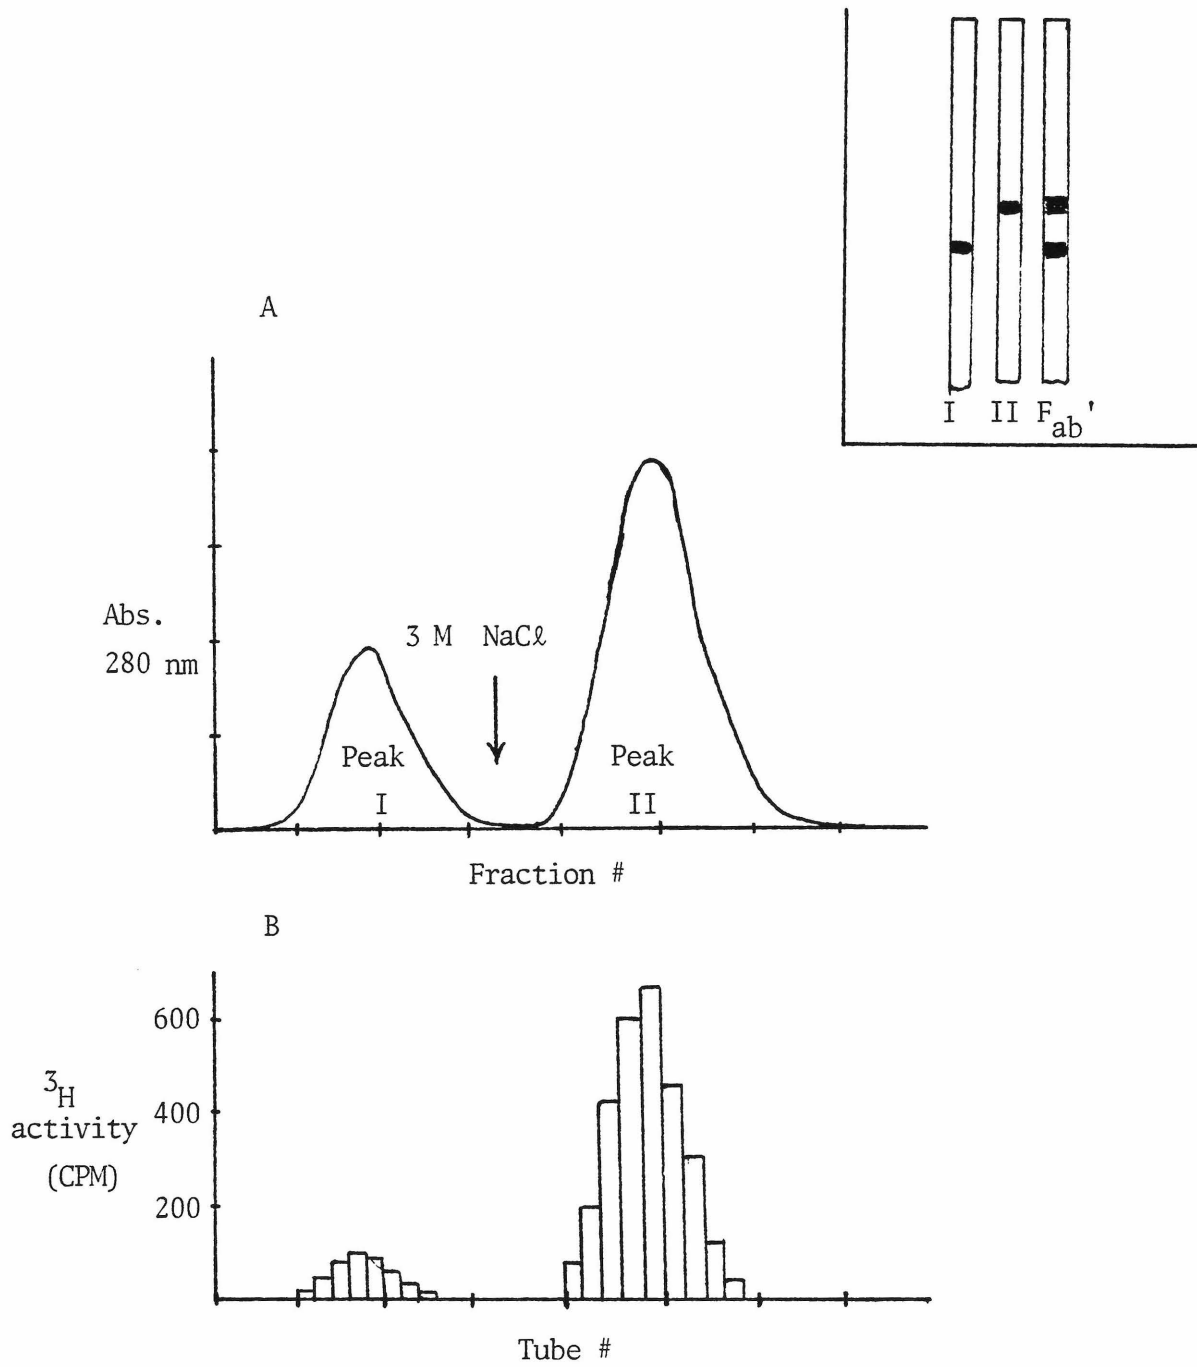 I II Fab'
A
Abs.
280 nm
3 M NaCℓ
Peak
I
Peak
II
Fraction #
B
600
400
200
³H
activity
(CPM)
Tube #